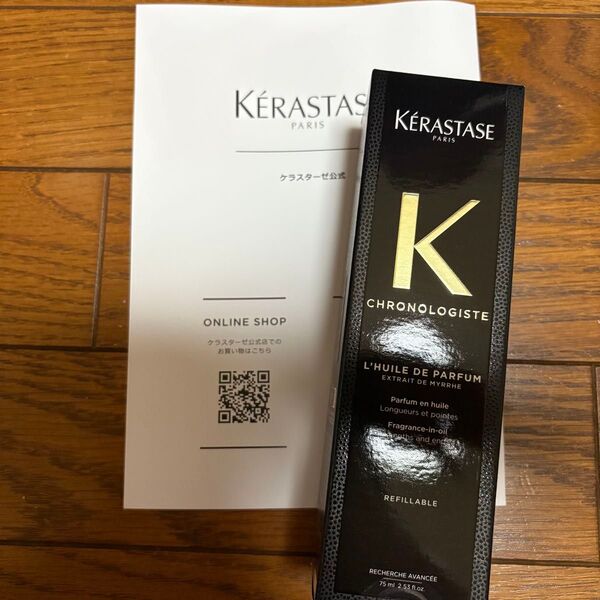 KÉRASTASE
PARIS
ケラスターゼ公式
ONLINE SHOP
ケラスターゼ公式店での
お買い物はこちら
KÉRASTASE
PARIS
K
CHRONOLOGISTE
L'HUILE DE PARFUM
EXTRAIT DE MYRRHE
Parfum en huile
Longueurs et pointes
Fragrance-in-oil
and
REFILLABLE
RECHERCHE AVANCÉE
75 ml 2.53 fl.oz